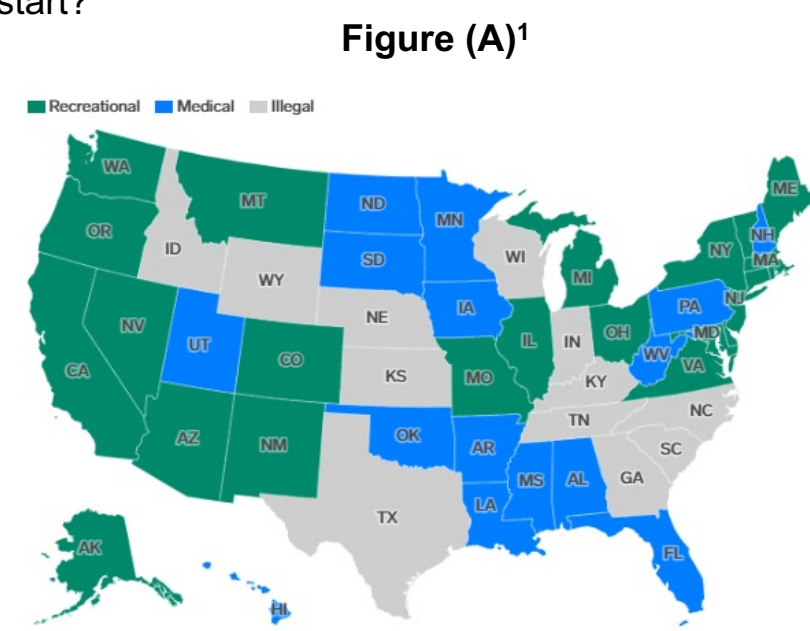 start?
Figure (A)1
Recreational Medical Illegal
WA
ME
MT
ND
MN
OR
NH
ID
SD
WI
NY
MA
WY
MI
IA
PA
NJ
NE
NV
OH
MD
UT
IL
IN
WV
CO
VA
CA
KS
MO
KY
NC
TN
AZ
NM
OK
AR
SC
MS
AL
GA
LA
TX
AK
FL
HI